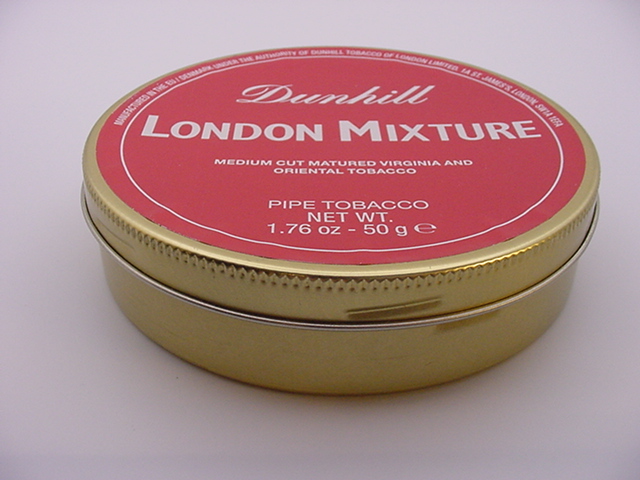 MANUFACTURED IN THE EU / DENMARK UNDER THE AUTHORITY OF DUNHILL TOBACCO OF LONDON LIMITED, 1A ST. JAMES'S, LONDON, SW1A 1EFA
Dunhill
LONDON MIXTURE
MEDIUM CUT MATURED VIRGINIA AND
ORIENTAL TOBACCO
PIPE TOBACCO
NET WT.
1.76 oz - 50 g ℮